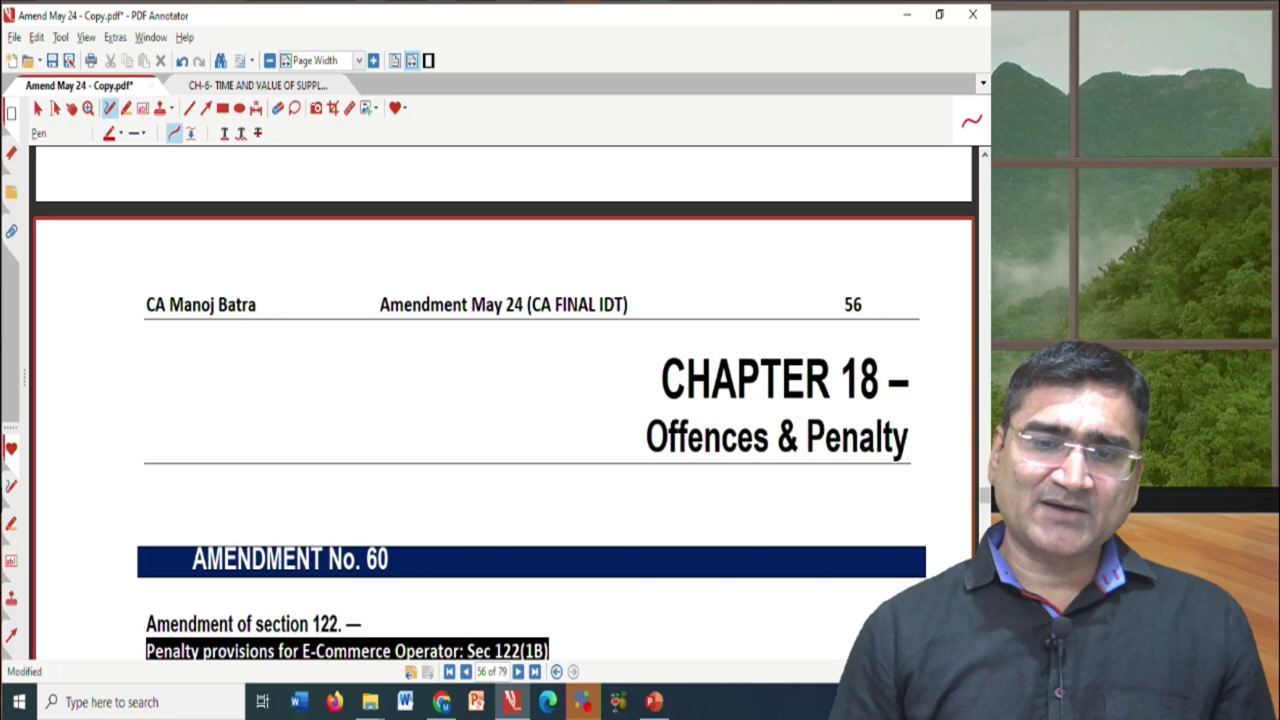 Amend May 24 - Copy.pdf* - PDF Annotator
File Edit Tool View Extras Window Help
Page Width
Amend May 24 - Copy.pdf* CH-6- TIME AND VALUE OF SUPPL...
Pen
CA Manoj Batra Amendment May 24 (CA FINAL IDT) 56
CHAPTER 18 –
Offences & Penalty
AMENDMENT No. 60
Amendment of section 122. —
Penalty provisions for E-Commerce Operator: Sec 122(1B)
Modified 56 of 79
Type here to search